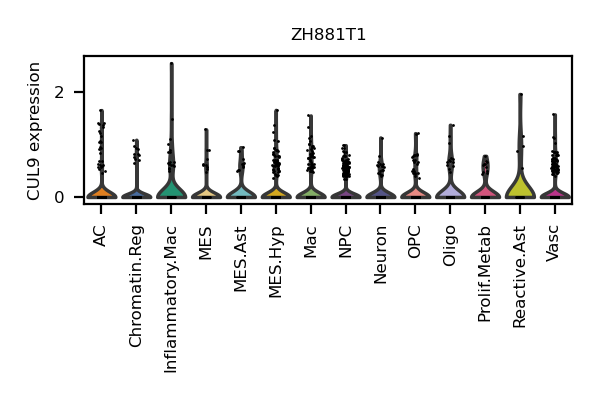 ZH881T1
CUL9 expression
2
0
AC
Chromatin.Reg
Inflammatory.Mac
MES
MES.Ast
MES.Hyp
Mac
NPC
Neuron
OPC
Oligo
Prolif.Metab
Reactive.Ast
Vasc